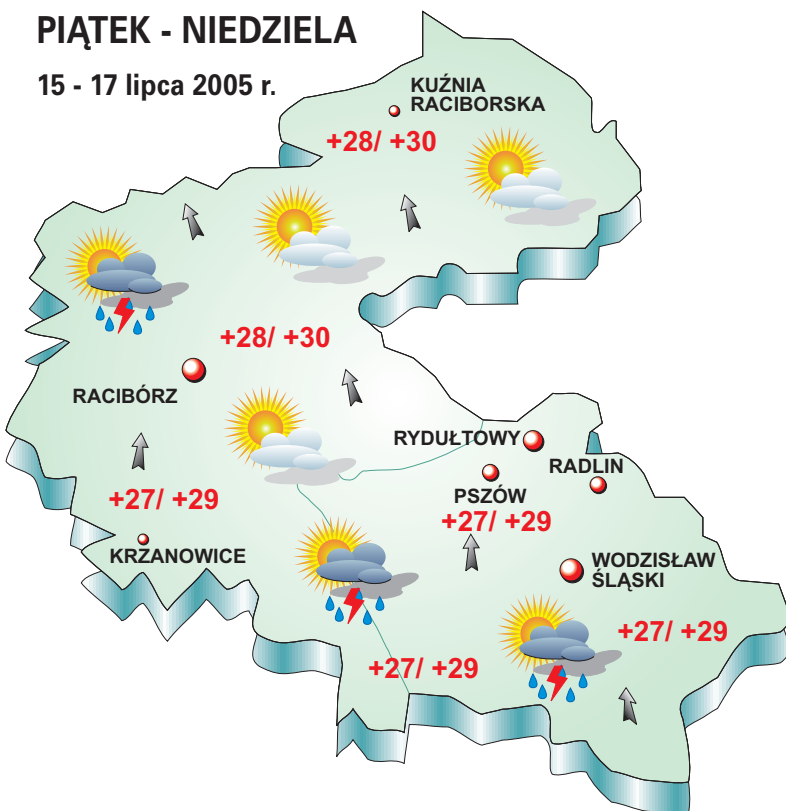 PIĄTEK - NIEDZIELA
15 - 17 lipca 2005 r.
KUŹNIA
RACIBORSKA
+28/ +30
+28/ +30
RACIBÓRZ
RYDUŁTOWY
RADLIN
PSZÓW
+27/ +29
+27/ +29
KRZANOWICE
WODZISŁAW
ŚLĄSKI
+27/ +29
+27/ +29